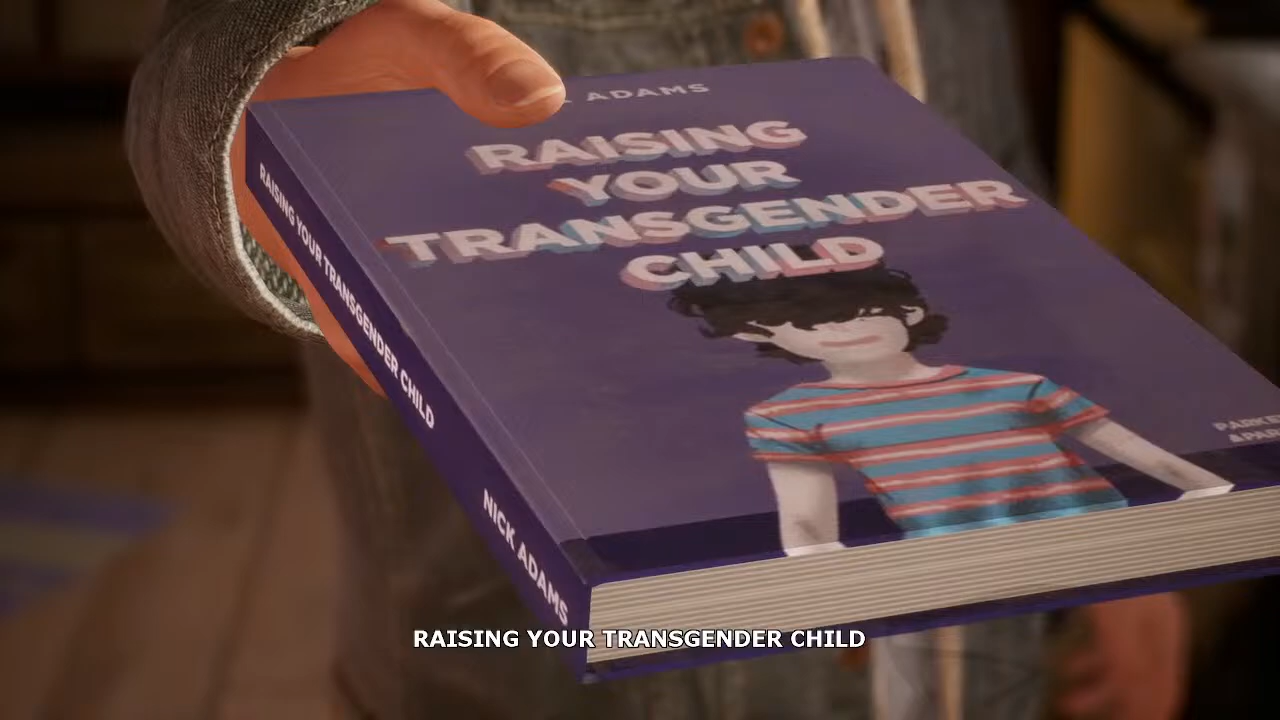 ADAMS
RAISING
YOUR
TRANSGENDER
CHILD
RAISING YOUR TRANSGENDER CHILD
NICK ADAMS
RAISING YOUR TRANSGENDER CHILD